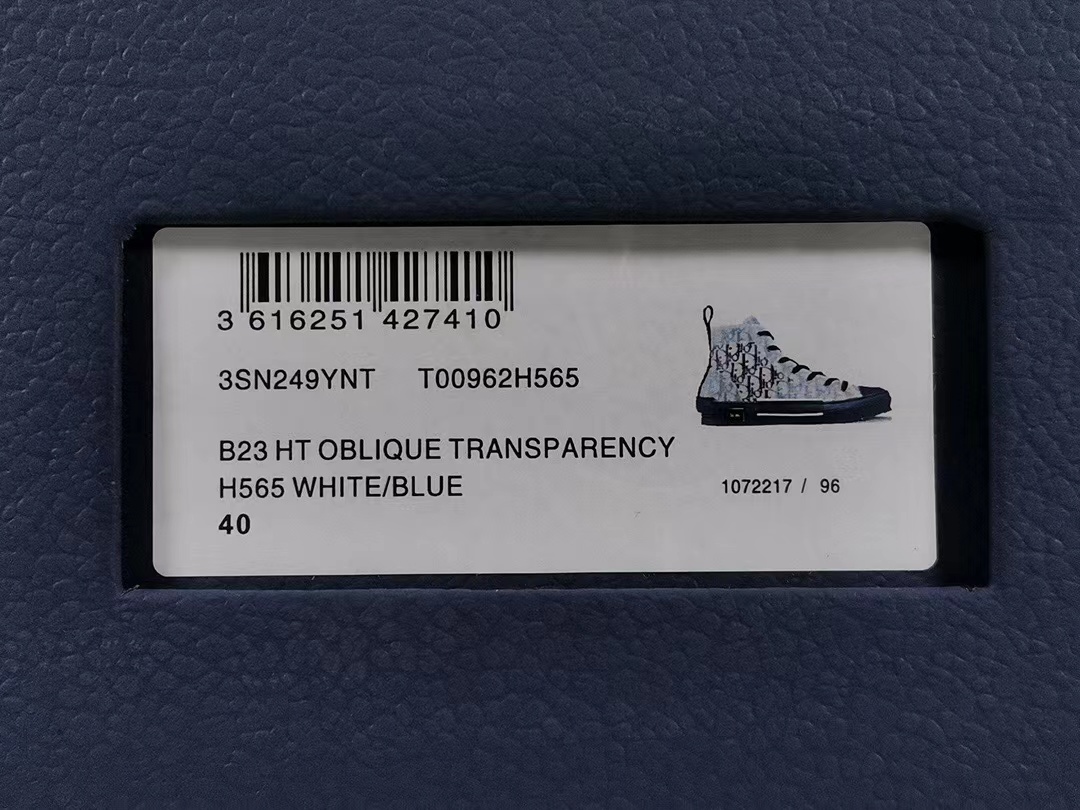 3 616251 427410
3SN249YNT T00962H565
B23 HT OBLIQUE TRANSPARENCY
H565 WHITE/BLUE
1072217 / 96
40